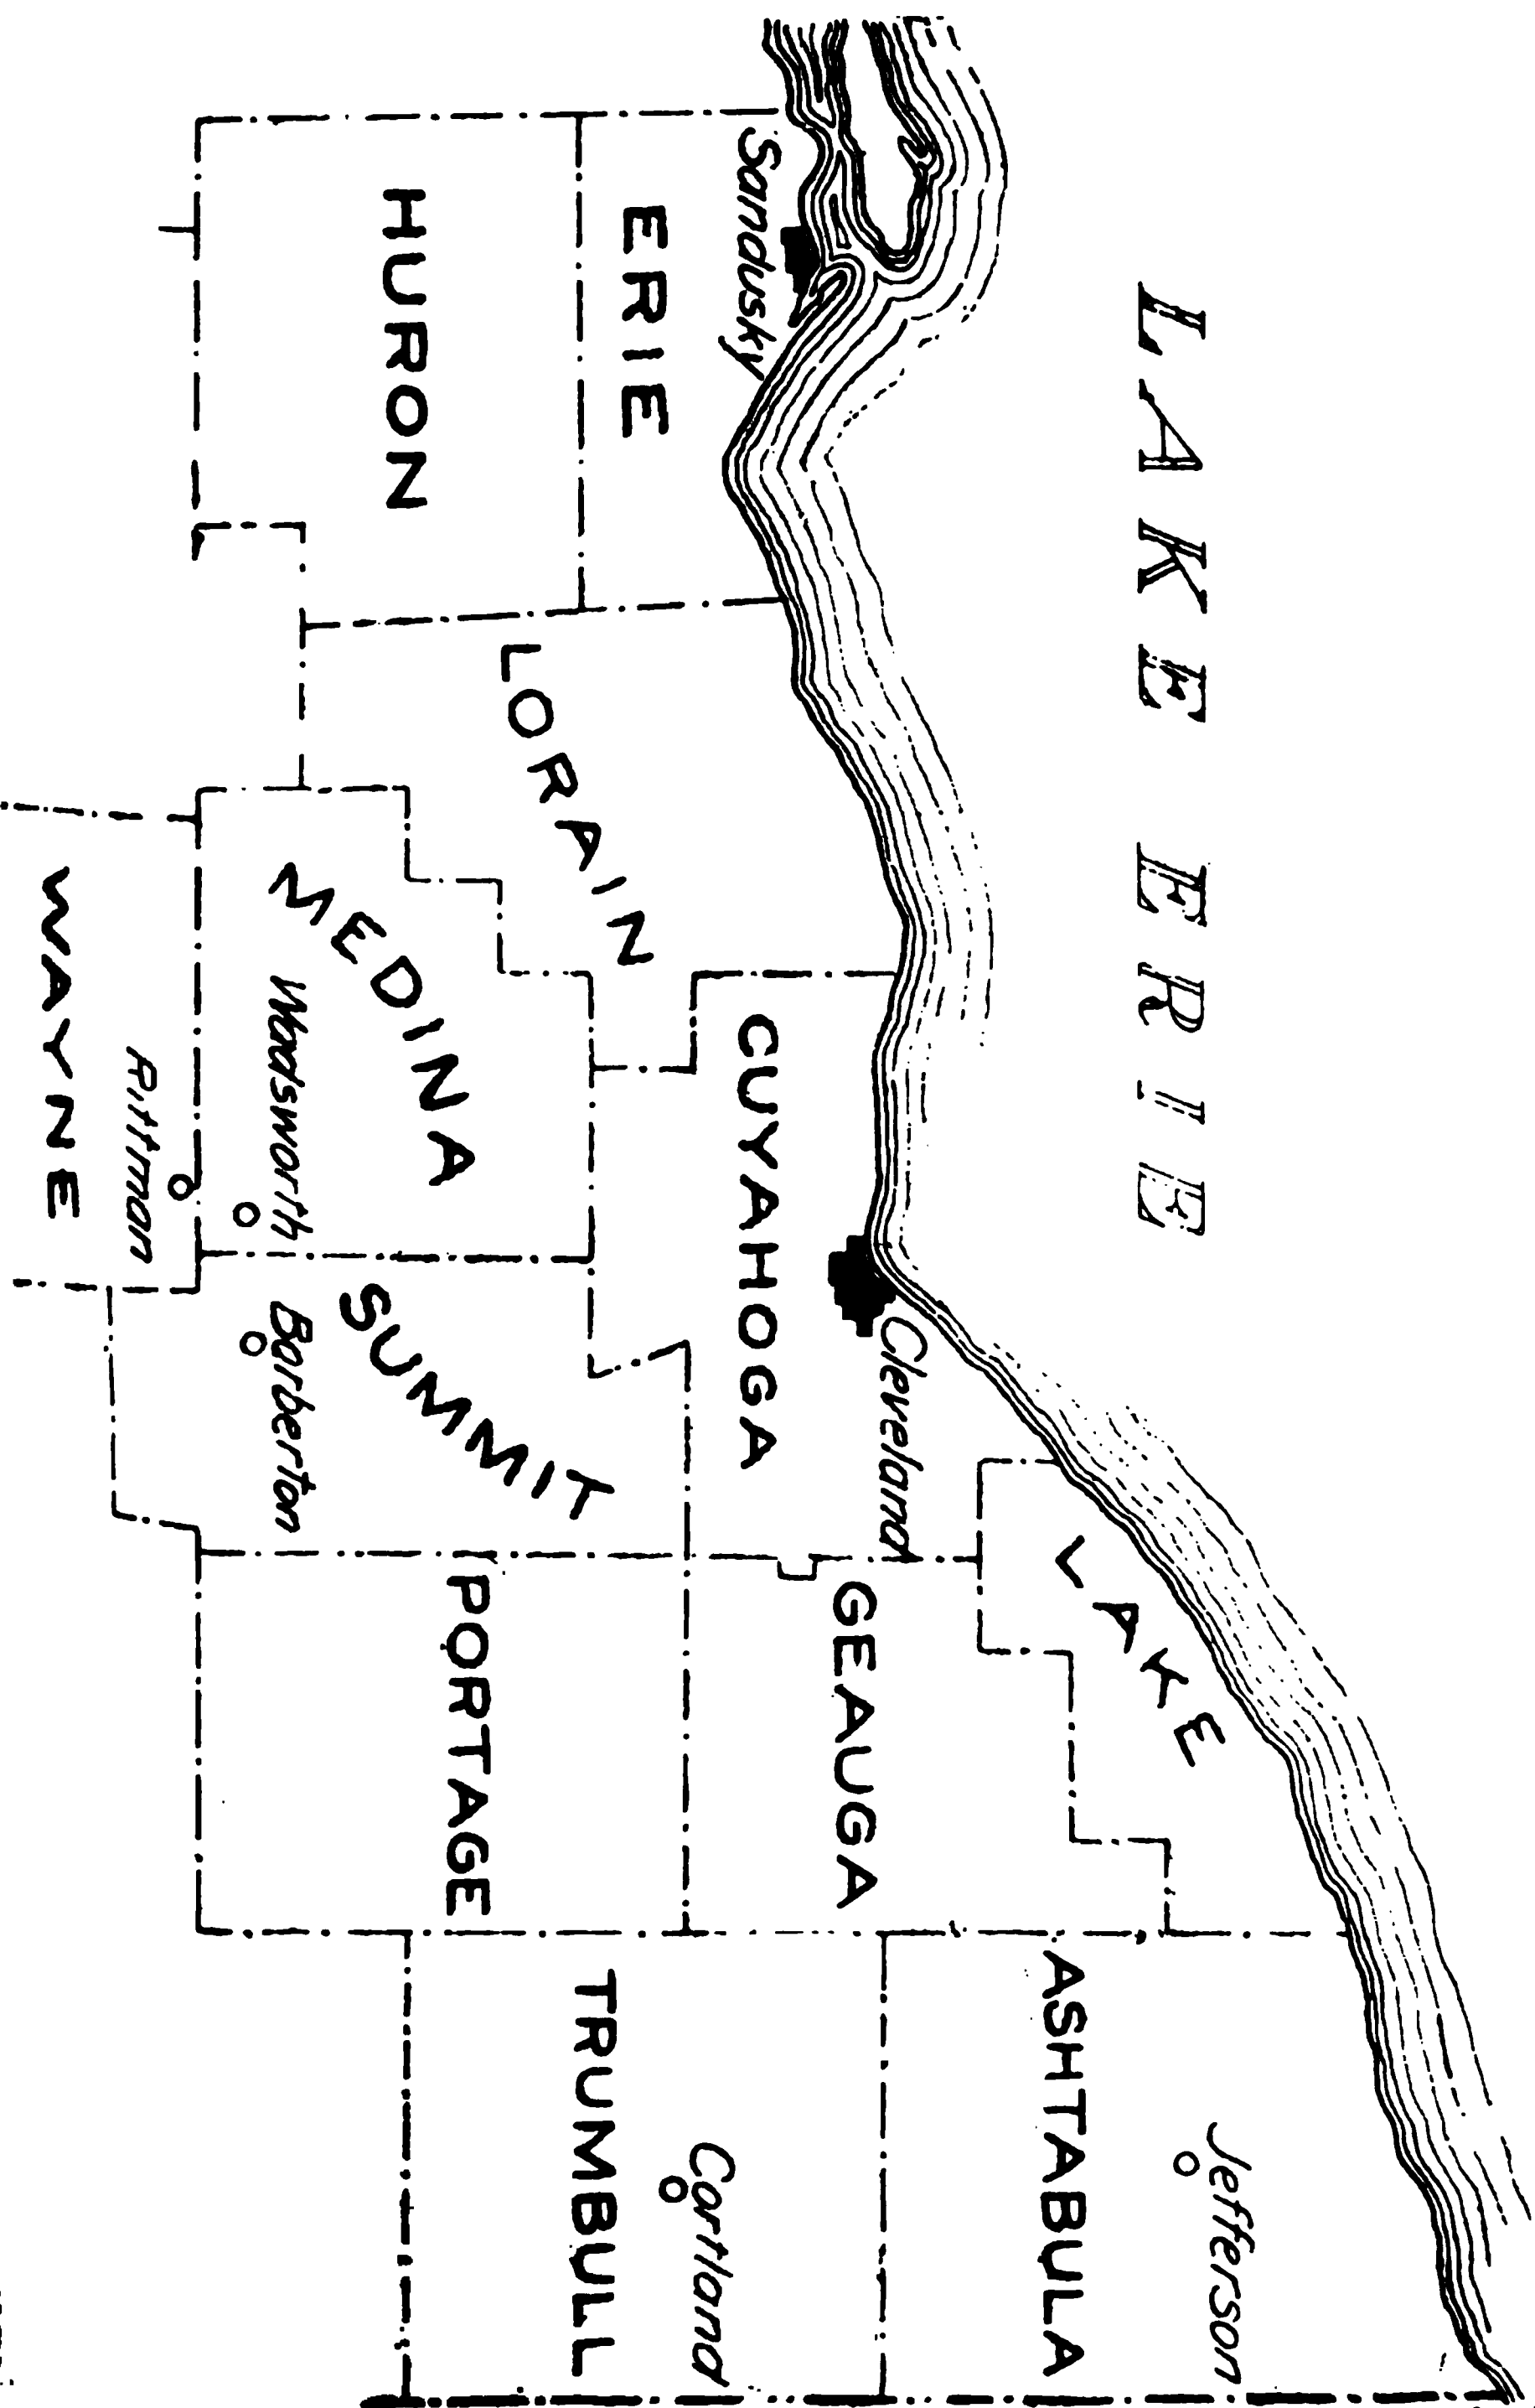 LAKE ERIE
Jefferson
LAKE
ASHTABULA
Cleveland
GEAUGA
Cortland
Sandusky
CUYAHOGA
ERIE
TRUMBULL
LORAIN
SUMMIT
PORTAGE
HURON
MEDINA
Wadsworth
Barberton
Rittman
WAYNE